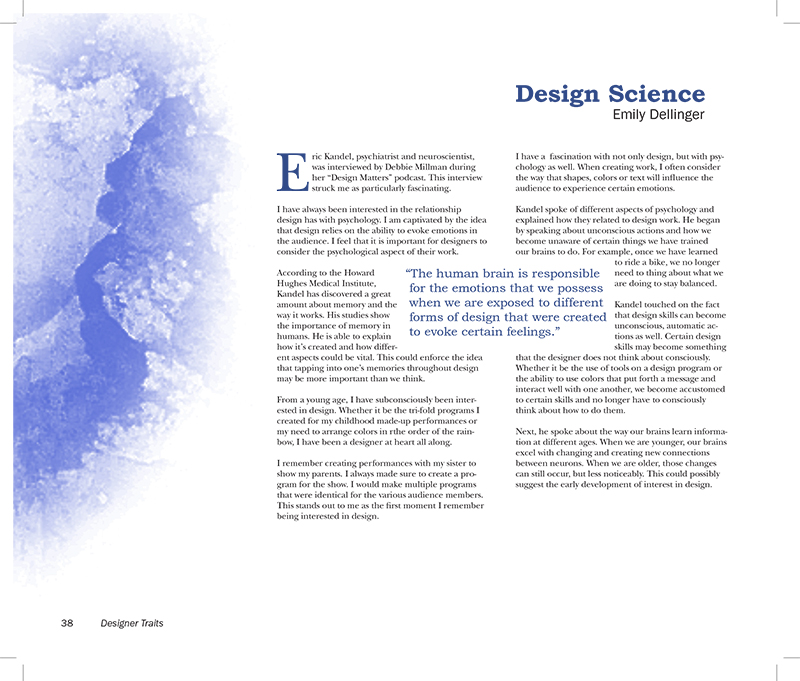 Design Science
Emily Dellinger
Eric Kandel, psychiatrist and neuroscientist,
was interviewed by Debbie Millman during
her “Design Matters” podcast. This interview
struck me as particularly fascinating.
I have always been interested in the relationship
design has with psychology. I am captivated by the idea
that design relies on the ability to evoke emotions in
the audience. I feel that it is important for designers to
consider the psychological aspect of their work.
According to the Howard
Hughes Medical Institute,
Kandel has discovered a great
amount about memory and the
way it works. His studies show
the importance of memory in
humans. He is able to explain
how it’s created and how differ-
ent aspects could be vital. This could enforce the idea
that tapping into one’s memories throughout design
may be more important than we think.
From a young age, I have subconsciously been inter-
ested in design. Whether it be the tri-fold programs I
created for my childhood made-up performances or
my need to arrange colors in rthe order of the rain-
bow, I have been a designer at heart all along.
I remember creating performances with my sister to
show my parents. I always made sure to create a pro-
gram for the show. I would make multiple programs
that were identical for the various audience members.
This stands out to me as the first moment I remember
being interested in design.
“The human brain is responsible
for the emotions that we possess
when we are exposed to different
forms of design that were created
to evoke certain feelings.”
I have a  fascination with not only design, but with psy-
chology as well. When creating work, I often consider
the way that shapes, colors or text will influence the
audience to experience certain emotions.
Kandel spoke of different aspects of psychology and
explained how they related to design work. He began
by speaking about unconscious actions and how we
become unaware of certain things we have trained
our brains to do. For example, once we have learned
to ride a bike, we no longer
need to thing about what we
are doing to stay balanced.
Kandel touched on the fact
that design skills can become
unconscious, automatic ac-
tions as well. Certain design
skills may become something
that the designer does not think about consciously.
Whether it be the use of tools on a design program or
the ability to use colors that put forth a message and
interact well with one another, we become accustomed
to certain skills and no longer have to consciously
think about how to do them.
Next, he spoke about the way our brains learn informa-
tion at different ages. When we are younger, our brains
excel with changing and creating new connections
between neurons. When we are older, those changes
can still occur, but less noticeably. This could possibly
suggest the early development of interest in design.
38 Designer Traits